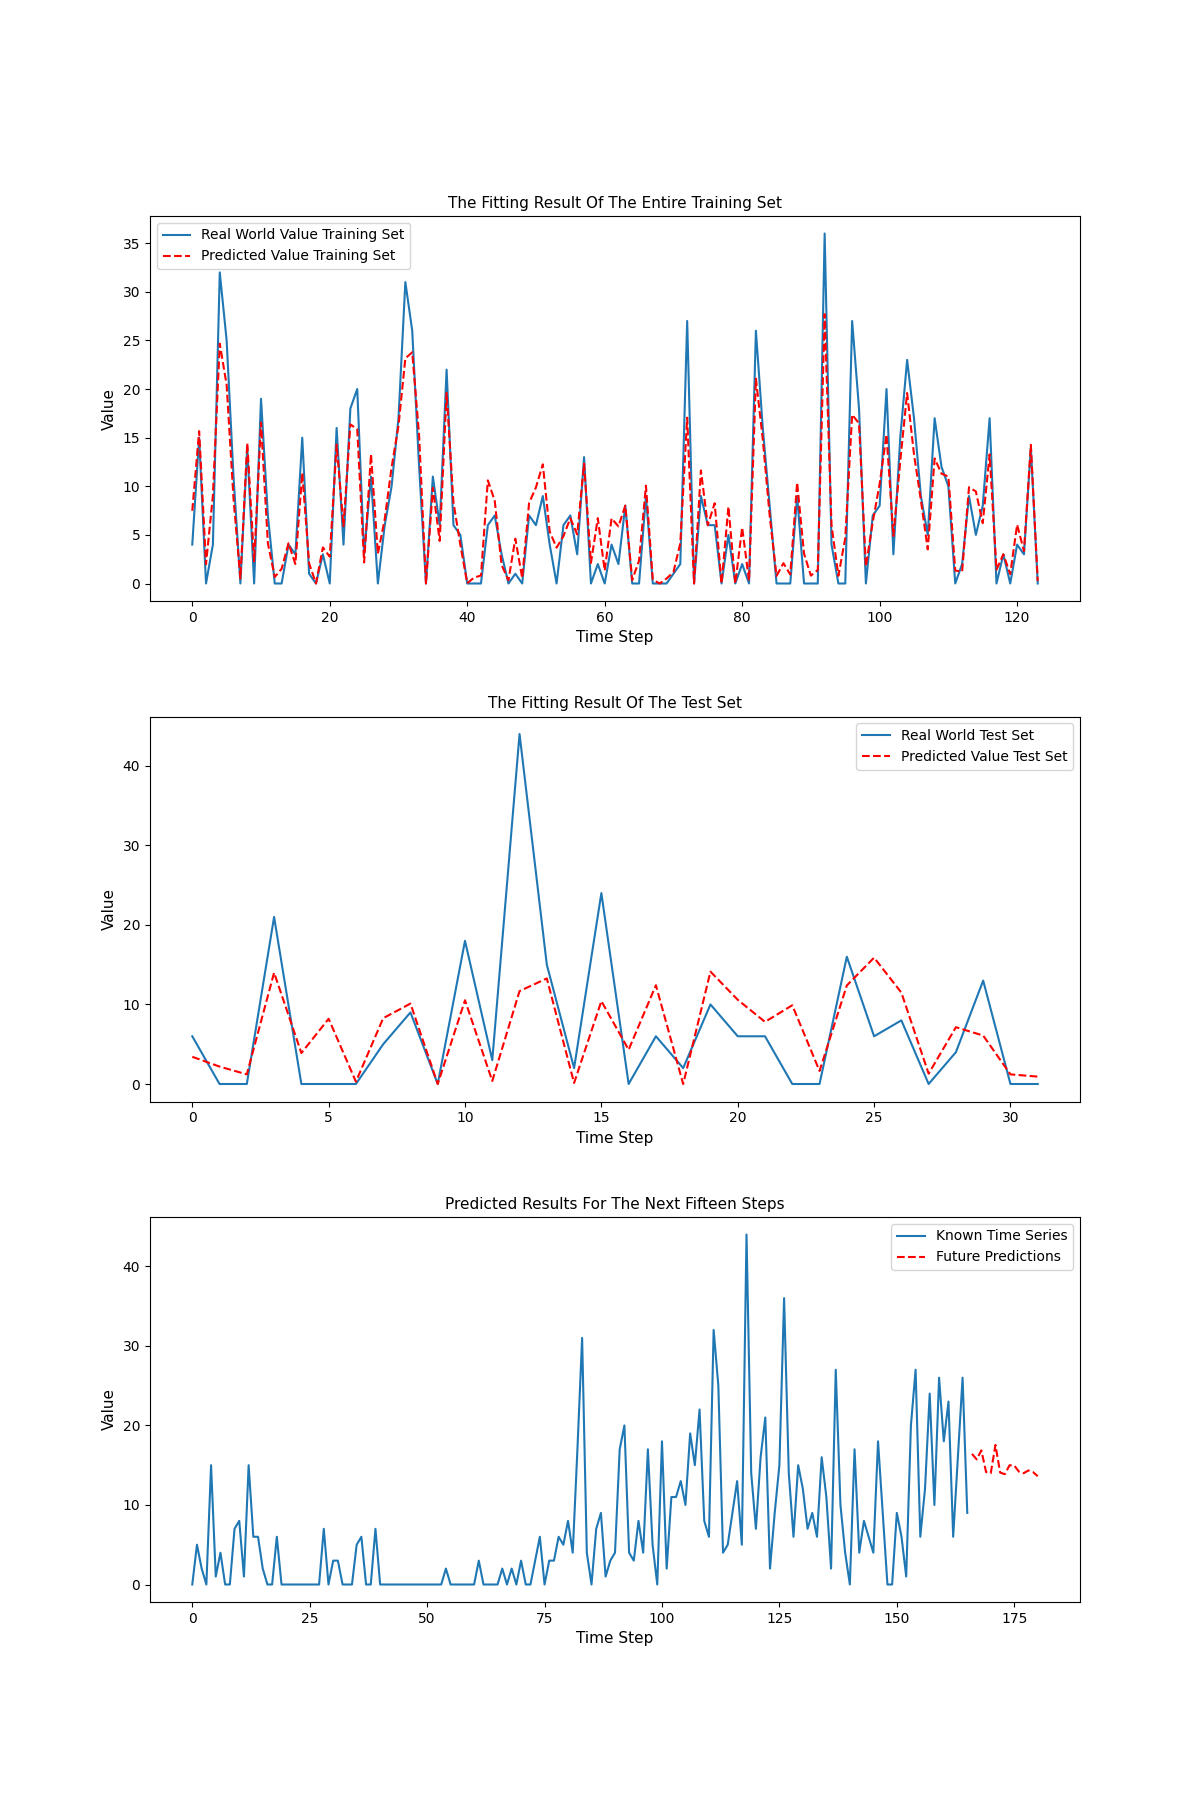 The Fitting Result Of The Entire Training Set
Real World Value Training Set
Predicted Value Training Set
35
30
25
20
15
10
5
0
Value
0 20 40 60 80 100 120
Time Step
The Fitting Result Of The Test Set
Real World Test Set
Predicted Value Test Set
40
30
20
10
0
Value
0 5 10 15 20 25 30
Time Step
Predicted Results For The Next Fifteen Steps
Known Time Series
Future Predictions
40
30
20
10
0
Value
0 25 50 75 100 125 150 175
Time Step